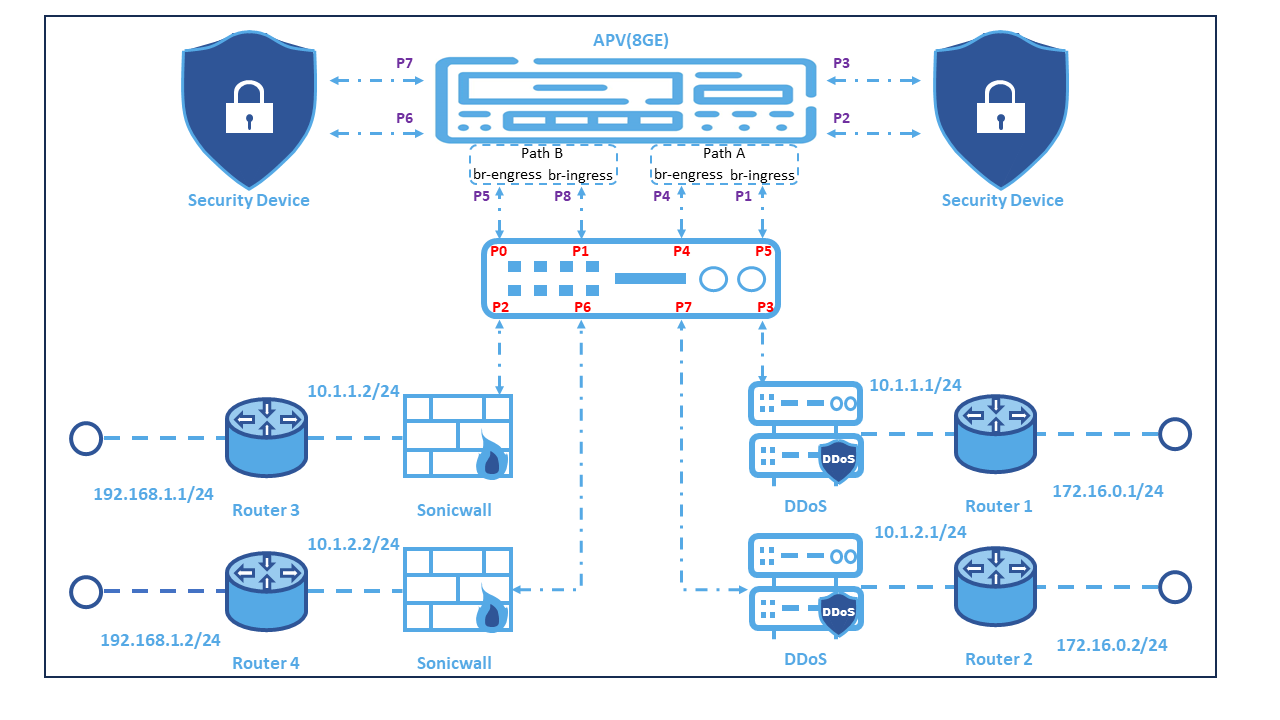 APV(8GE)
P7
P3
P6
P2
Path B
Path A
br-engress br-ingress
br-engress br-ingress
Security Device
Security Device
P5
P8
P4
P1
P0
P1
P4
P5
P2
P6
P7
P3
10.1.1.2/24
10.1.1.1/24
DDoS
192.168.1.1/24
172.16.0.1/24
Router 3
Sonicwall
DDoS
Router 1
10.1.2.2/24
10.1.2.1/24
DDoS
192.168.1.2/24
172.16.0.2/24
Router 4
Sonicwall
DDoS
Router 2